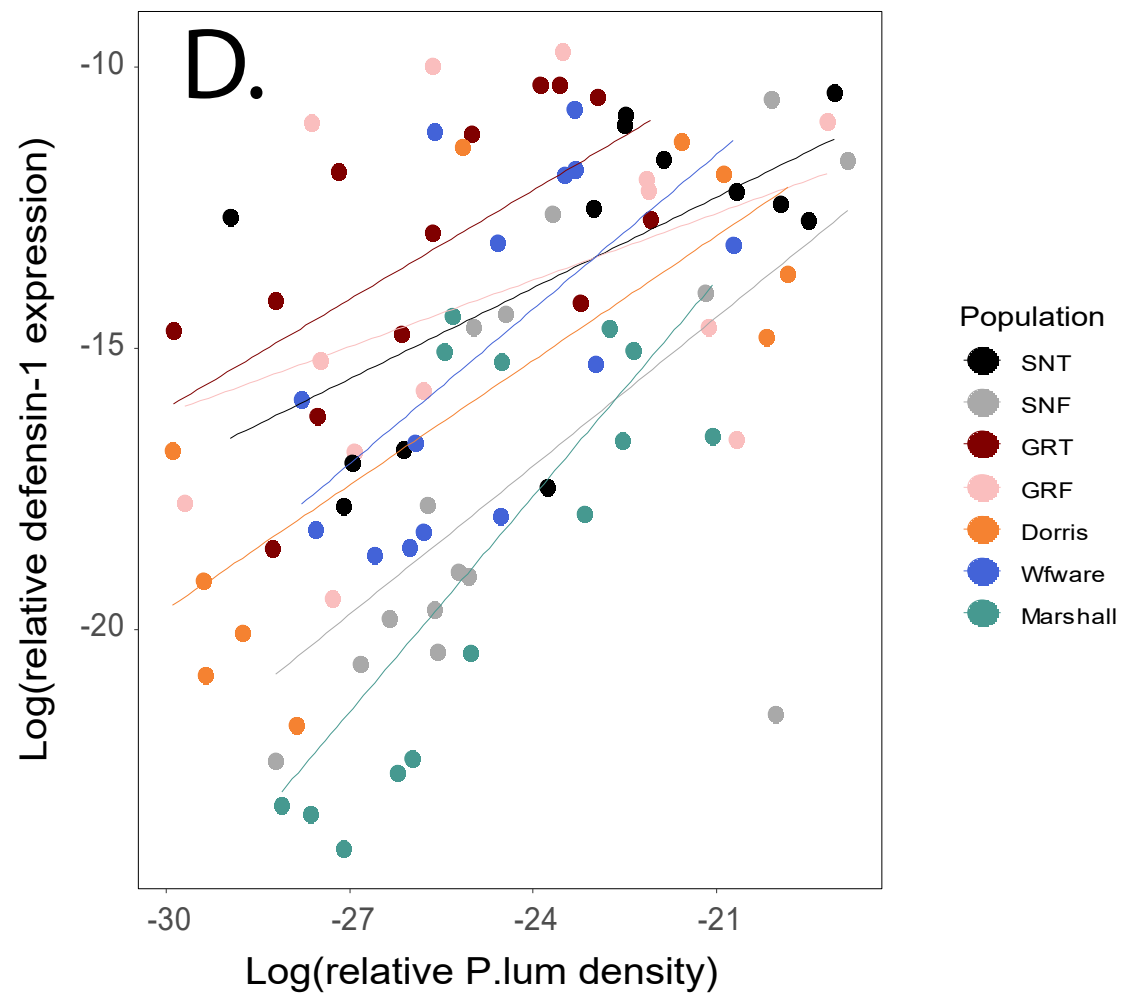 D.
Log(relative defensin-1 expression)
-10
-15
-20
-30
-27
-24
-21
Log(relative P.lum density)
Population
SNT
SNF
GRT
GRF
Dorris
Wfware
Marshall